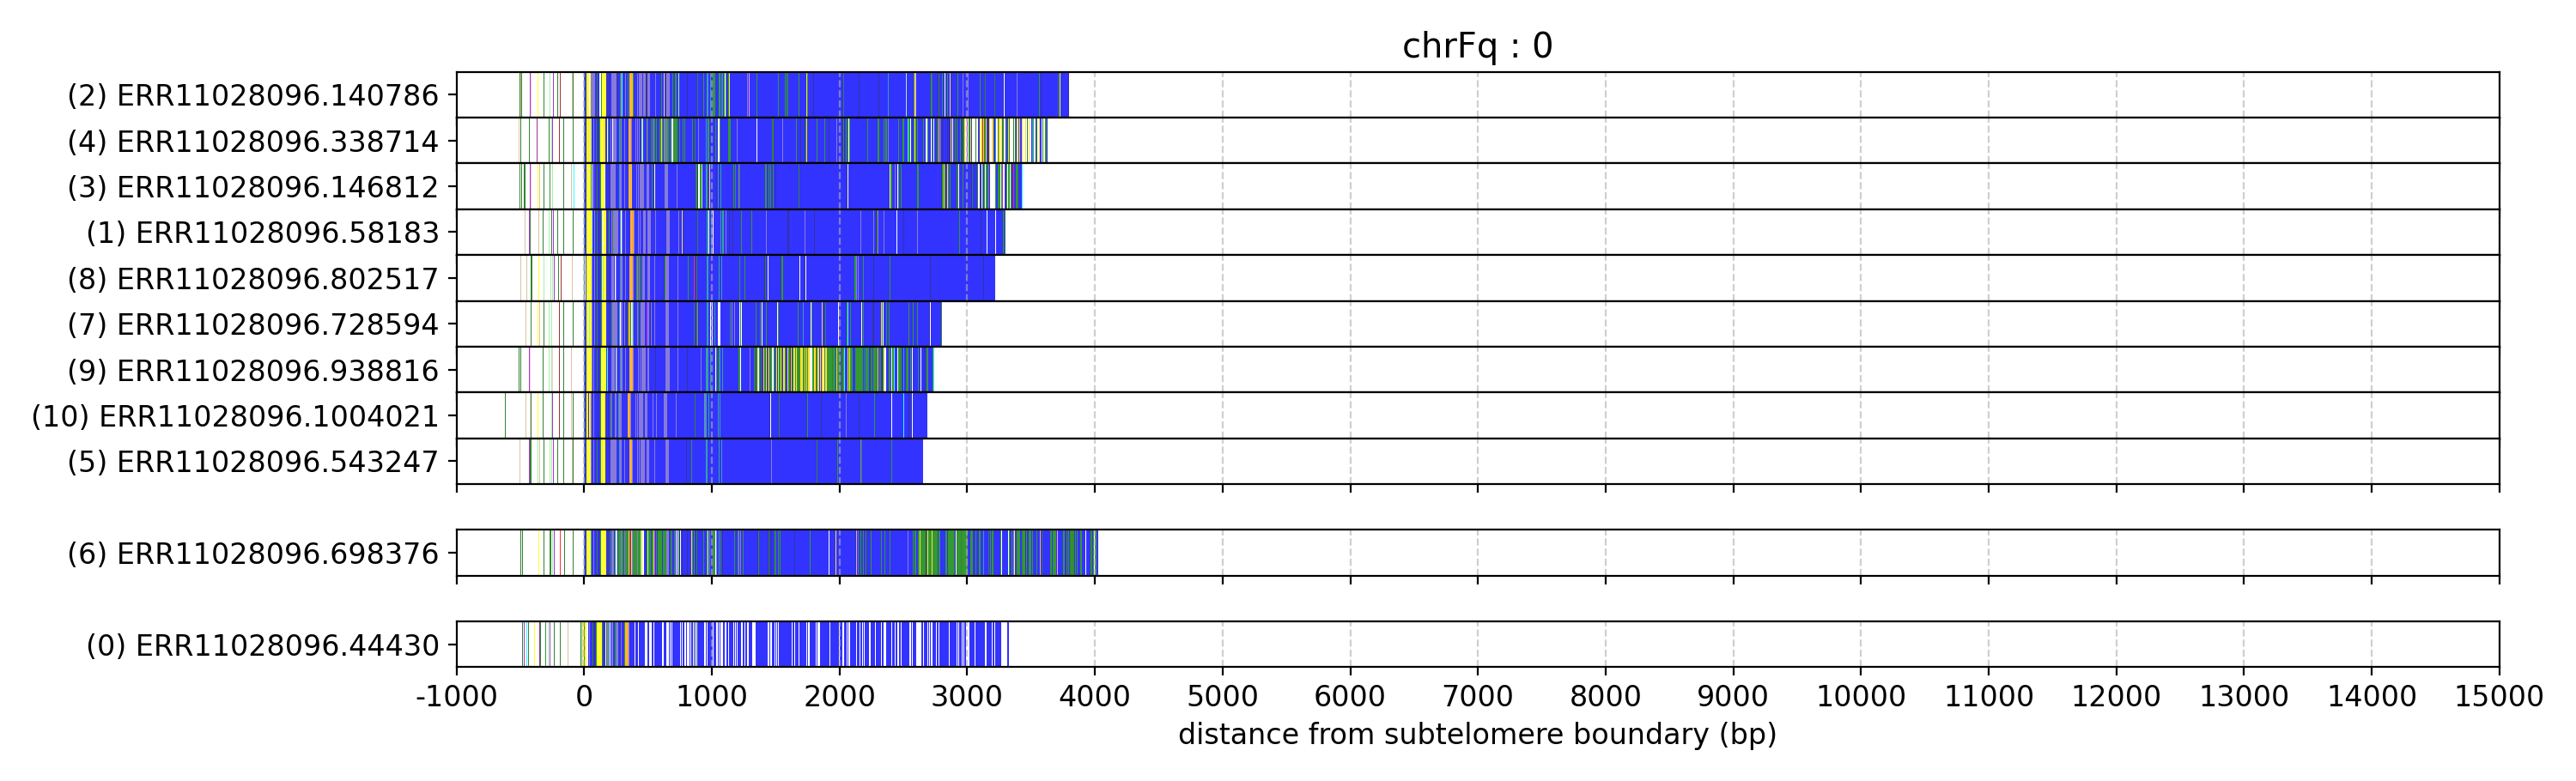 chrFq : 0
(2) ERR11028096.140786
(4) ERR11028096.338714
(3) ERR11028096.146812
(1) ERR11028096.58183
(8) ERR11028096.802517
(7) ERR11028096.728594
(9) ERR11028096.938816
(10) ERR11028096.1004021
(5) ERR11028096.543247
(6) ERR11028096.698376
(0) ERR11028096.44430
-1000 0 1000 2000 3000 4000 5000 6000 7000 8000 9000 10000 11000 12000 13000 14000 15000
distance from subtelomere boundary (bp)